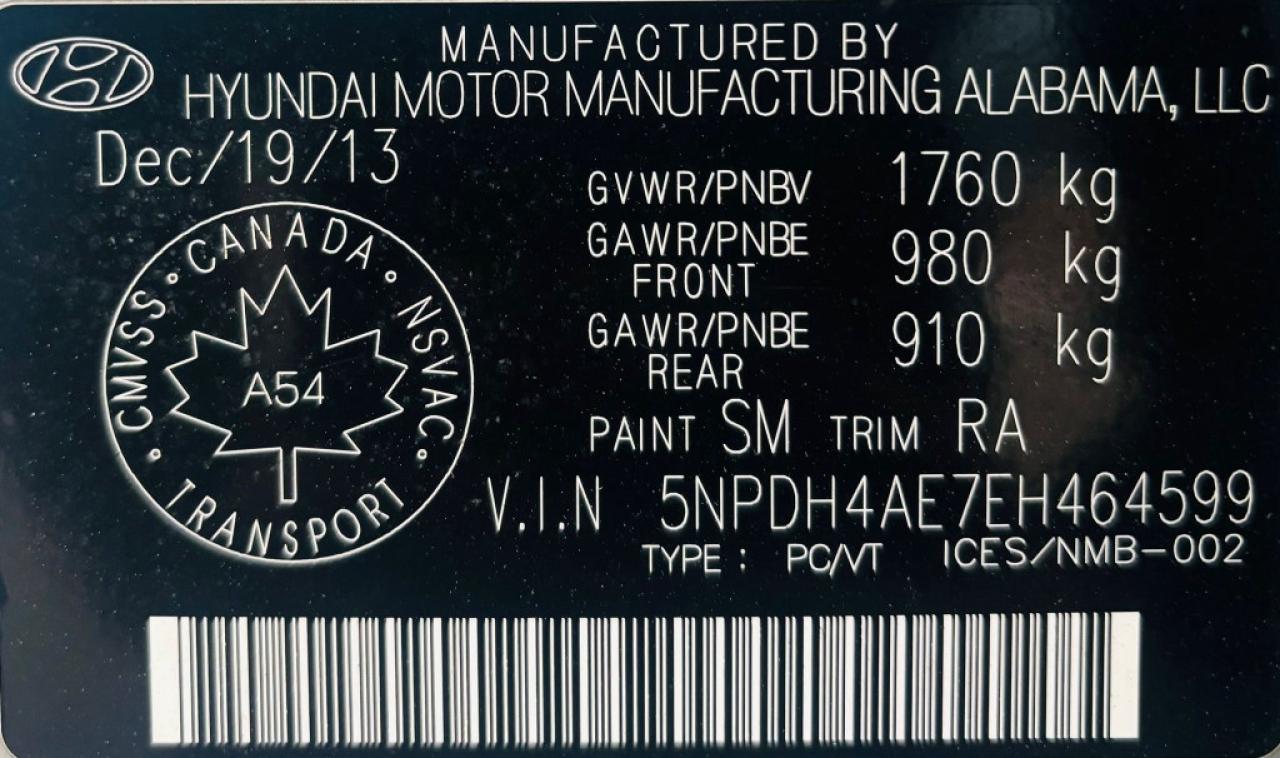 MANUFACTURED BY
HYUNDAI MOTOR MANUFACTURING ALABAMA, LLC
Dec/19/13
GVWR/PNBV 1760 kg
GAWR/PNBE FRONT 980 kg
GAWR/PNBE REAR 910 kg
PAINT SM TRIM RA
V.I.N 5NPDH4AE7EH464599
TYPE : PC/VT ICES/NMB-002
CANADA
CMVSS
NSVAC
A54
TRANSPORT